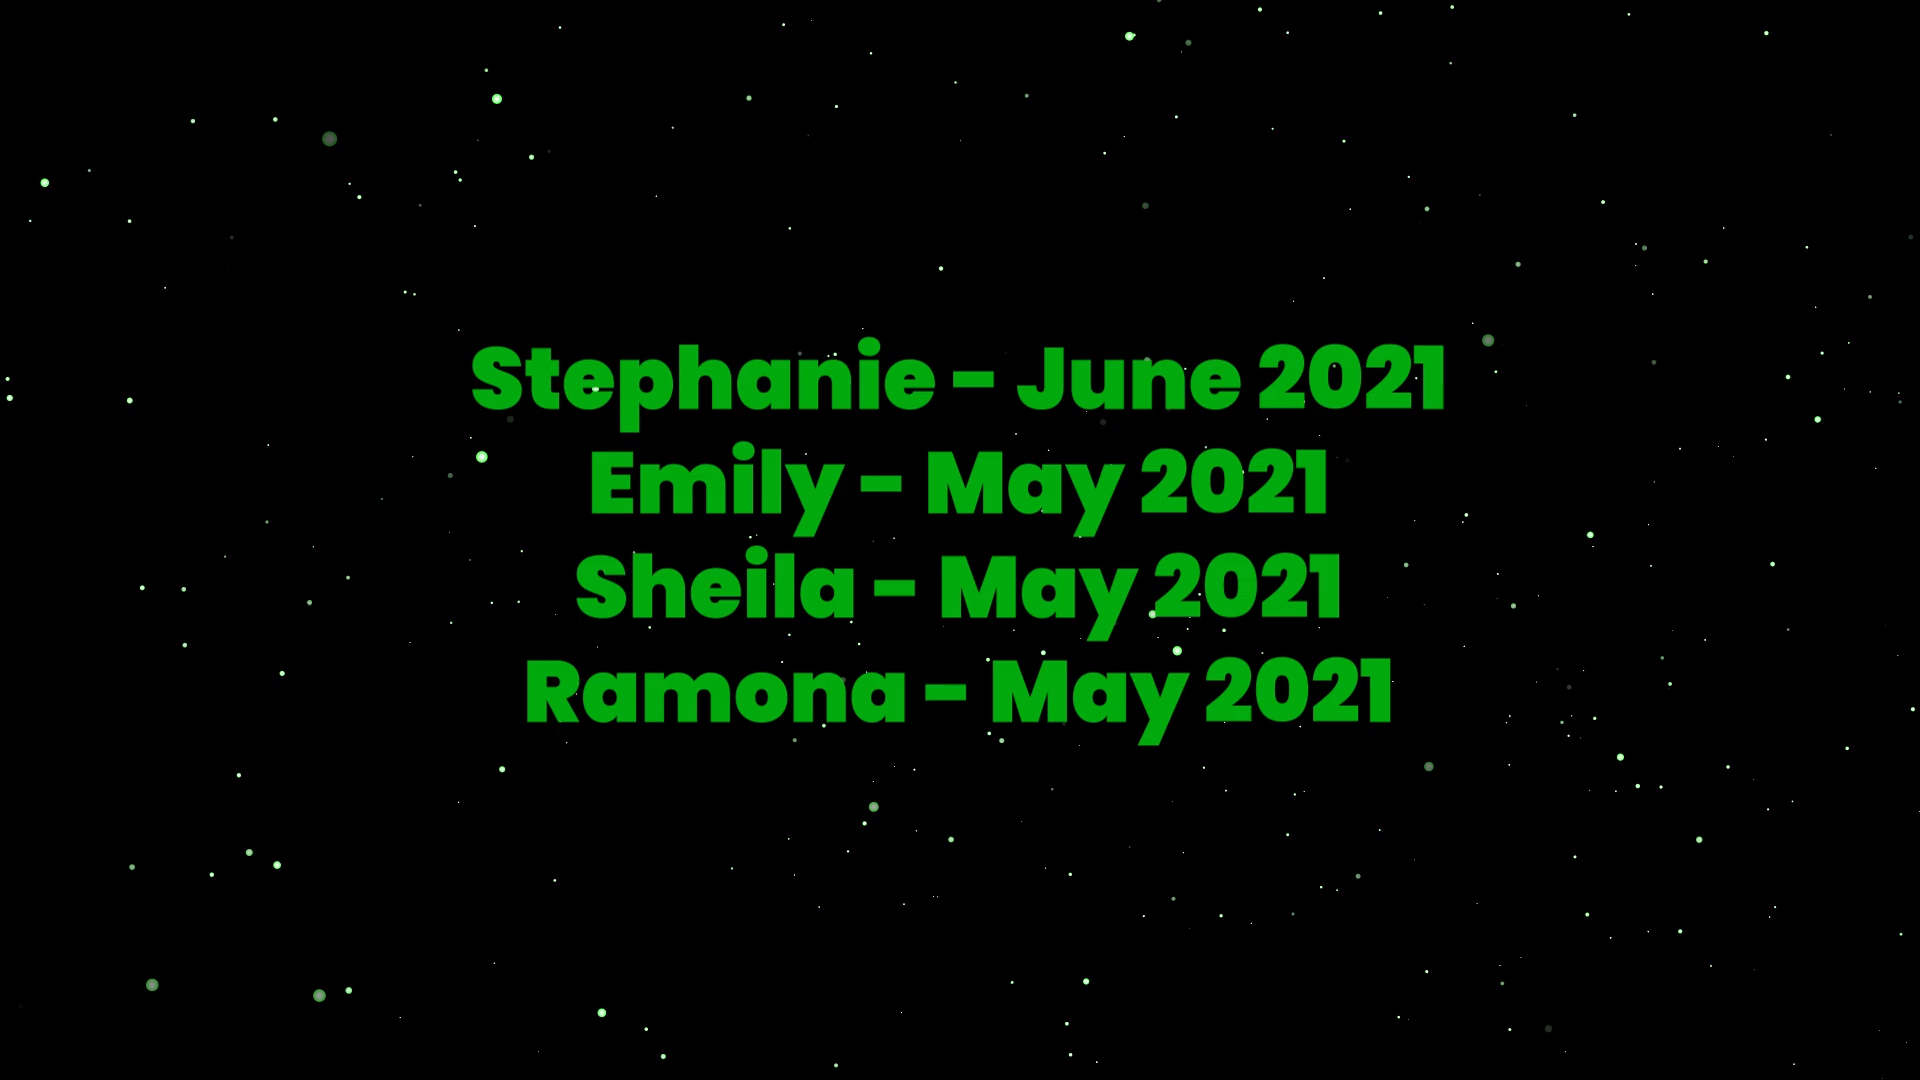 Stephanie - June 2021
Emily - May 2021
Sheila - May 2021
Ramona - May 2021